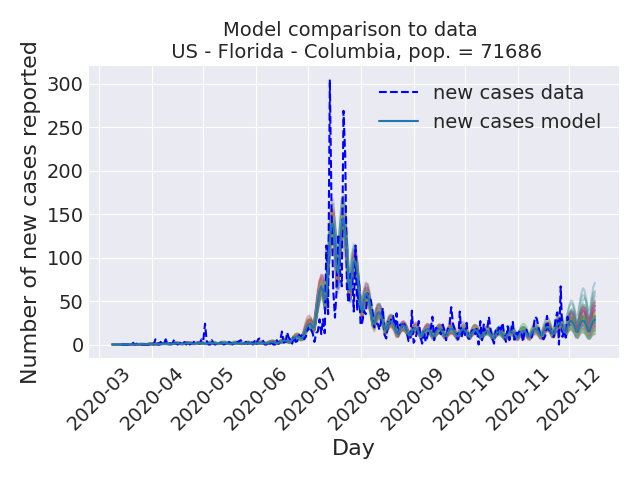 Model comparison to data
US - Florida - Columbia, pop. = 71686
Number of new cases reported
300
250
200
150
100
50
0
new cases data
new cases model
2020-03
2020-04
2020-05
2020-06
2020-07
2020-08
2020-09
2020-10
2020-11
2020-12
Day